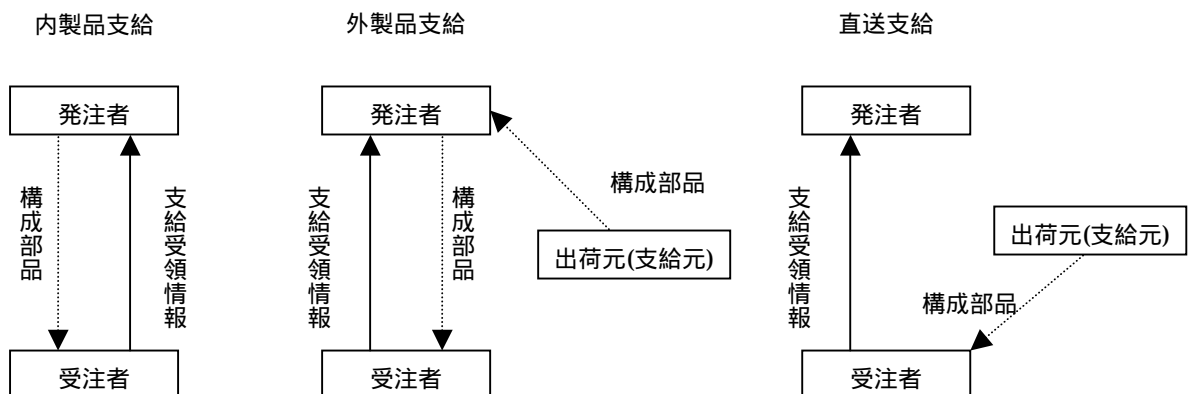 内製品支給
外製品支給
直送支給
発注者
構成部品
支給受領情報
受注者
発注者
支給受領情報
構成部品
構成部品
出荷元(支給元)
受注者
発注者
支給受領情報
構成部品
出荷元(支給元)
受注者